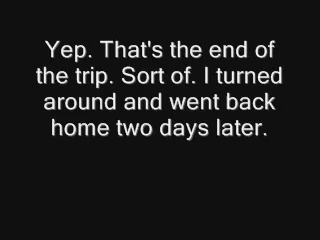 Yep. That's the end of
the trip. Sort of. I turned
around and went back
home two days later.